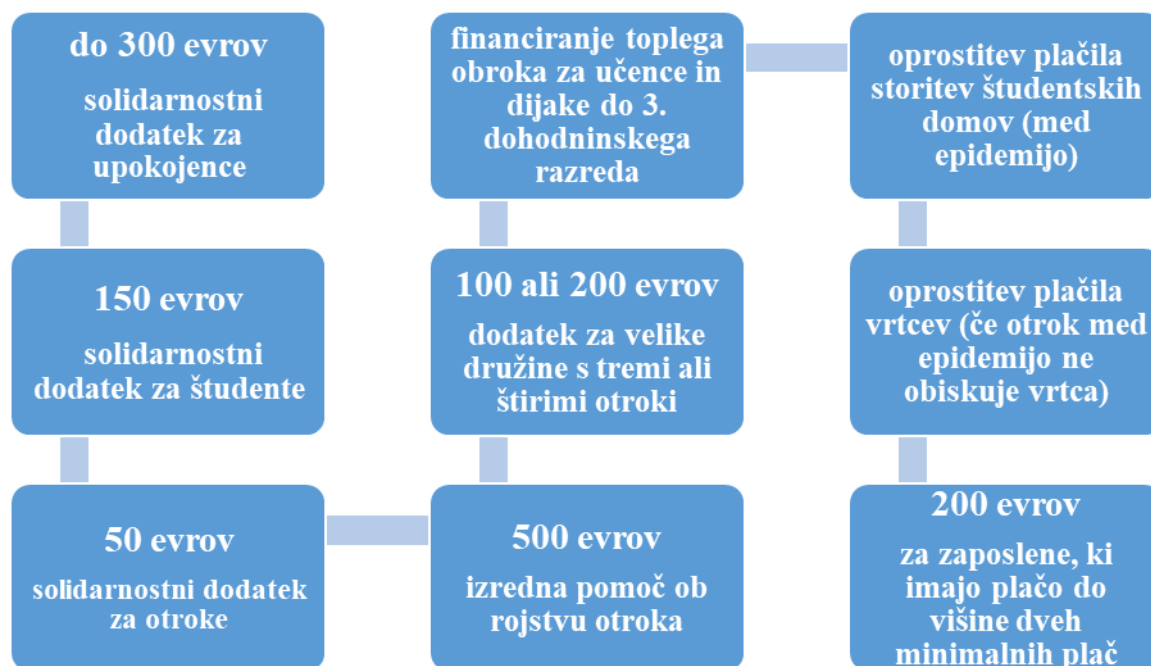 do 300 evrov
solidarnostni
dodatek za
upokojence
150 evrov
solidarnostni
dodatek za študente
50 evrov
solidarnostni dodatek
za otroke
500 evrov
izredna pomoč ob
rojstvu otroka
100 ali 200 evrov
dodatek za velike
družine s tremi ali
štirimi otroki
financiranje toplega
obroka za učence in
dijake do 3.
dohodninskega
razreda
oprostitev plačila
storitev študentskih
domov (med
epidemijo)
oprostitev plačila
vrtcev (če otrok med
epidemijo ne
obiskuje vrtca)
200 evrov
za zaposlene, ki
imajo plačo do
višine dveh
minimalnih plač